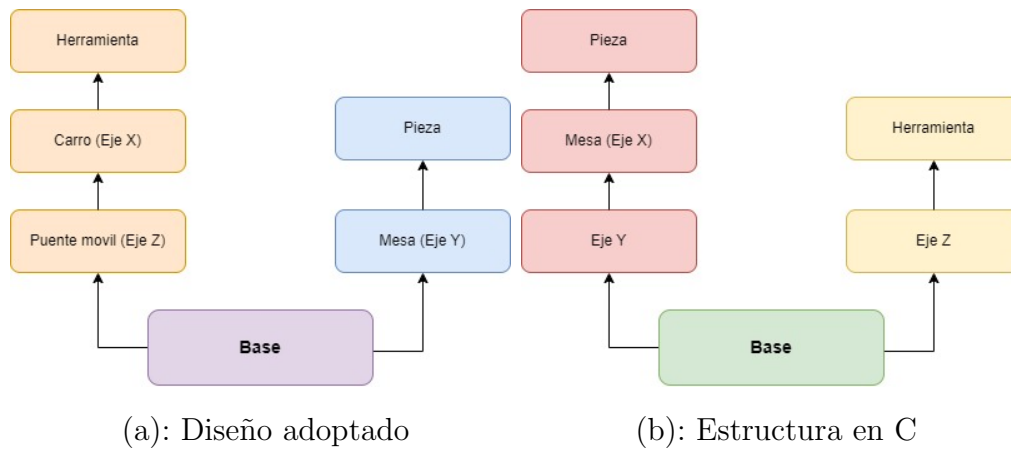 Herramienta
Carro (Eje X)
Puente movil (Eje Z)
Pieza
Mesa (Eje Y)
Base
(a): Diseño adoptado
Pieza
Mesa (Eje X)
Eje Y
Herramienta
Eje Z
Base
(b): Estructura en C